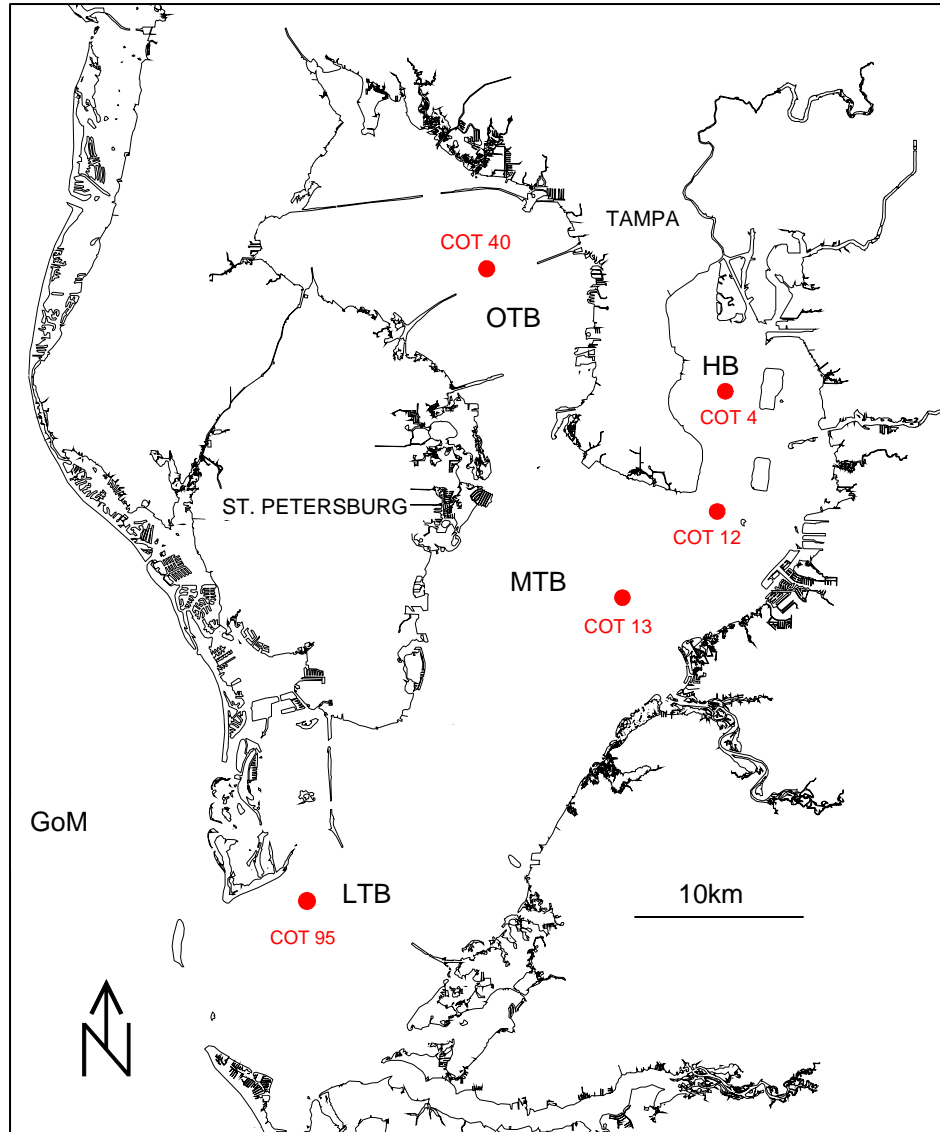 TAMPA
COT 40
OTB
HB
COT 4
ST. PETERSBURG
COT 12
MTB
COT 13
GoM
LTB
10km
COT 95
N